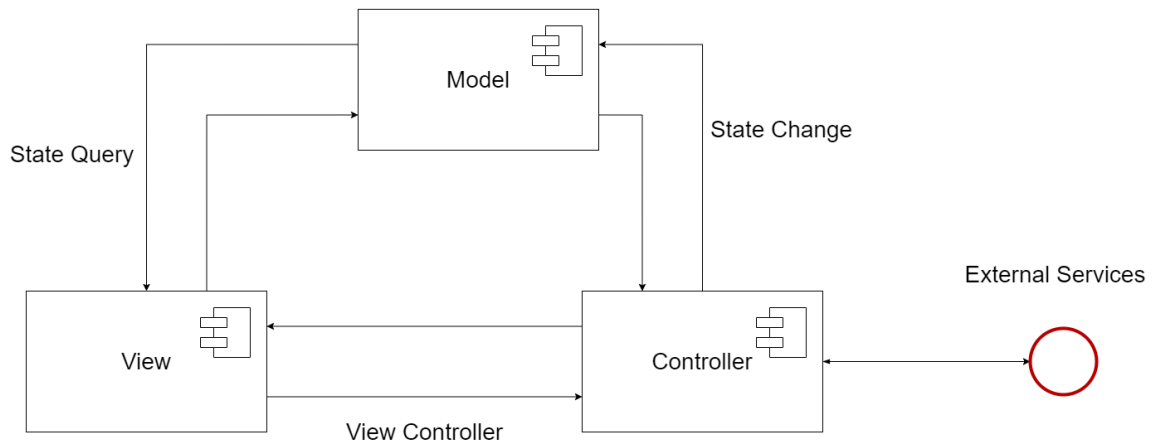 Model
State Query
State Change
External Services
View
Controller
View Controller